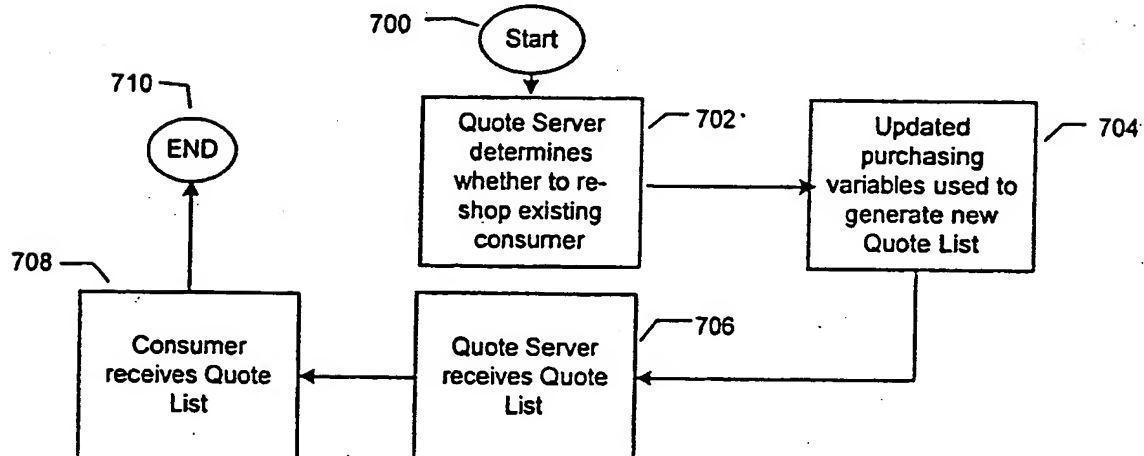 700
Start
710
END
Quote Server
determines
whether to re-
shop existing
consumer
702
Updated
purchasing
variables used to
generate new
Quote List
704
708
Consumer
receives Quote
List
Quote Server
receives Quote
List
706